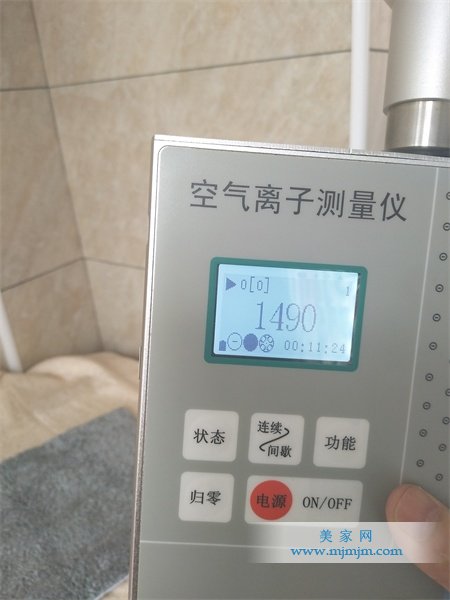 空气离子测量仪
▶0[0]
1
1490
00:11:24
状态
连续
间歇
功能
归零
电源 ON/OFF
美家网
www.mjmjm.com